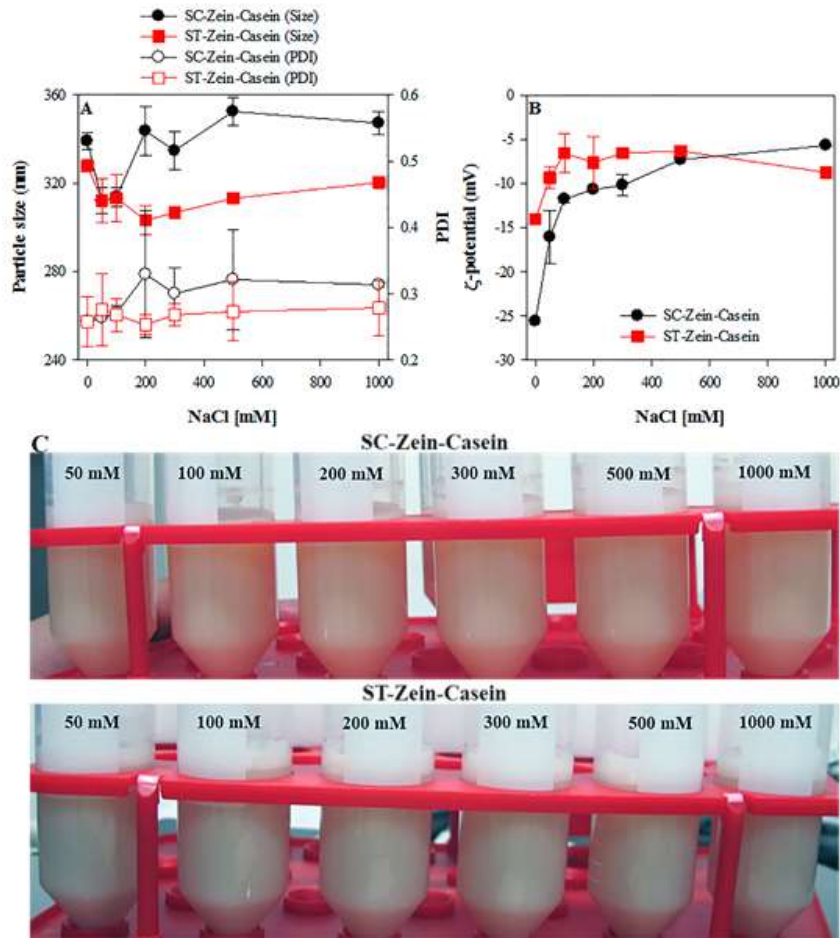 SC-Zein-Casein (Size)
ST-Zein-Casein (Size)
SC-Zein-Casein (PDI)
ST-Zein-Casein (PDI)
A
360
320
280
240
Particle size (nm)
0.6
0.5
0.4
0.3
0.2
PDI
0 200 400 600 800 1000
NaCl [mM]
B
0
-5
-10
-15
-20
-25
-30
ζ-potential (mV)
SC-Zein-Casein
ST-Zein-Casein
0 200 400 600 800 1000
NaCl [mM]
C
SC-Zein-Casein
50 mM 100 mM 200 mM 300 mM 500 mM 1000 mM
ST-Zein-Casein
50 mM 100 mM 200 mM 300 mM 500 mM 1000 mM